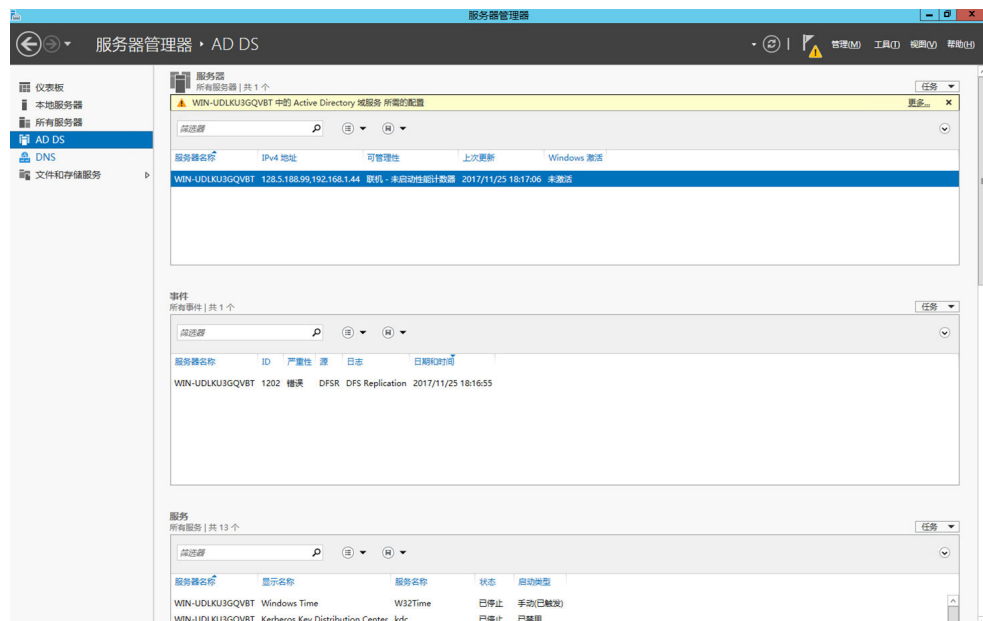 服务器管理器
服务器管理器 ‣ AD DS
管理(M) 工具(T) 视图(V) 帮助(H)
仪表板
本地服务器
所有服务器
AD DS
DNS
文件和存储服务
服务器
所有服务器 | 共 1 个
任务
WIN-UDLKU3GQVBT 中的 Active Directory 域服务 所需的配置
更多...
筛选器
服务器名称 IPv4 地址 可管理性 上次更新 Windows 激活
WIN-UDLKU3GQVBT 128.5.188.99,192.168.1.44 联机 - 未启动性能计数器 2017/11/25 18:17:06 未激活
事件
所有事件 | 共 1 个
任务
筛选器
服务器名称 ID 严重性 源 日志 日期和时间
WIN-UDLKU3GQVBT 1202 错误 DFSR DFS Replication 2017/11/25 18:16:55
服务
所有服务 | 共 13 个
任务
筛选器
服务器名称 显示名称 服务名称 状态 启动类型
WIN-UDLKU3GQVBT Windows Time W32Time 已停止 手动(已触发)
WIN-UDLKU3GQVBT Kerberos Key Distribution Center kdc 已停止 已禁用